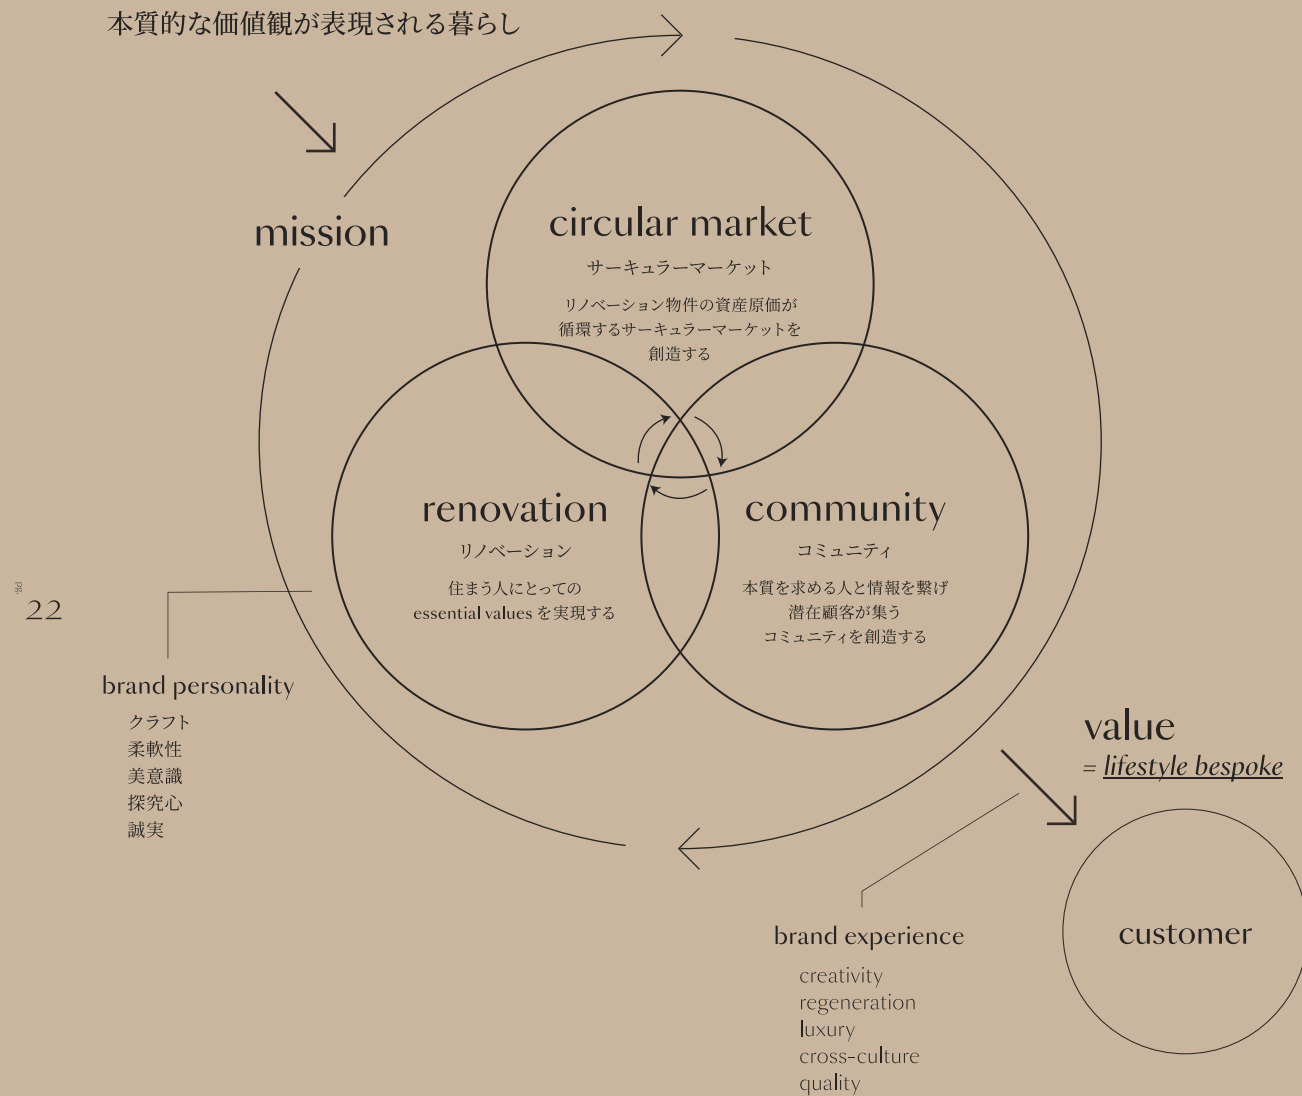 本質的な価値観が表現される暮らし
mission
circular market
サーキュラーマーケット
リノベーション物件の資産原価が
循環するサーキュラーマーケットを
創造する
renovation
リノベーション
住まう人にとっての
essential values を実現する
community
コミュニティ
本質を求める人と情報を繋げ
潜在顧客が集う
コミュニティを創造する
pg.
22
brand personality
クラフト
柔軟性
美意識
探究心
誠実
value
= lifestyle bespoke
customer
brand experience
creativity
regeneration
luxury
cross-culture
quality